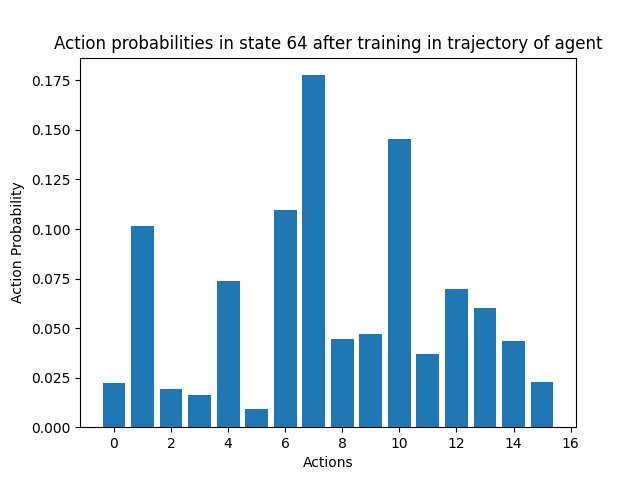 Action probabilities in state 64 after training in trajectory of agent
0.175
0.150
0.125
0.100
0.075
0.050
0.025
0.000
Action Probability
0 2 4 6 8 10 12 14 16
Actions